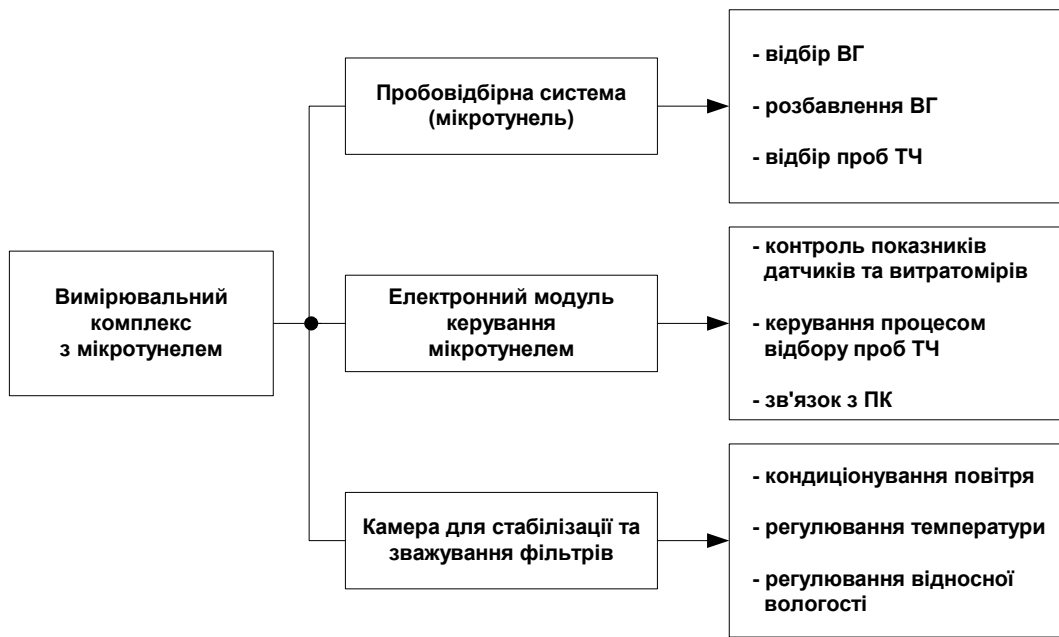 Вимірювальний
комплекс
з мікротунелем
Пробовідбірна система
(мікротунель)
- відбір ВГ
- розбавлення ВГ
- відбір проб ТЧ
Електронний модуль
керування
мікротунелем
- контроль показників
датчиків та витратомірів
- керування процесом
відбору проб ТЧ
- зв'язок з ПК
Камера для стабілізації та
зважування фільтрів
- кондиціонування повітря
- регулювання температури
- регулювання відносної
вологості